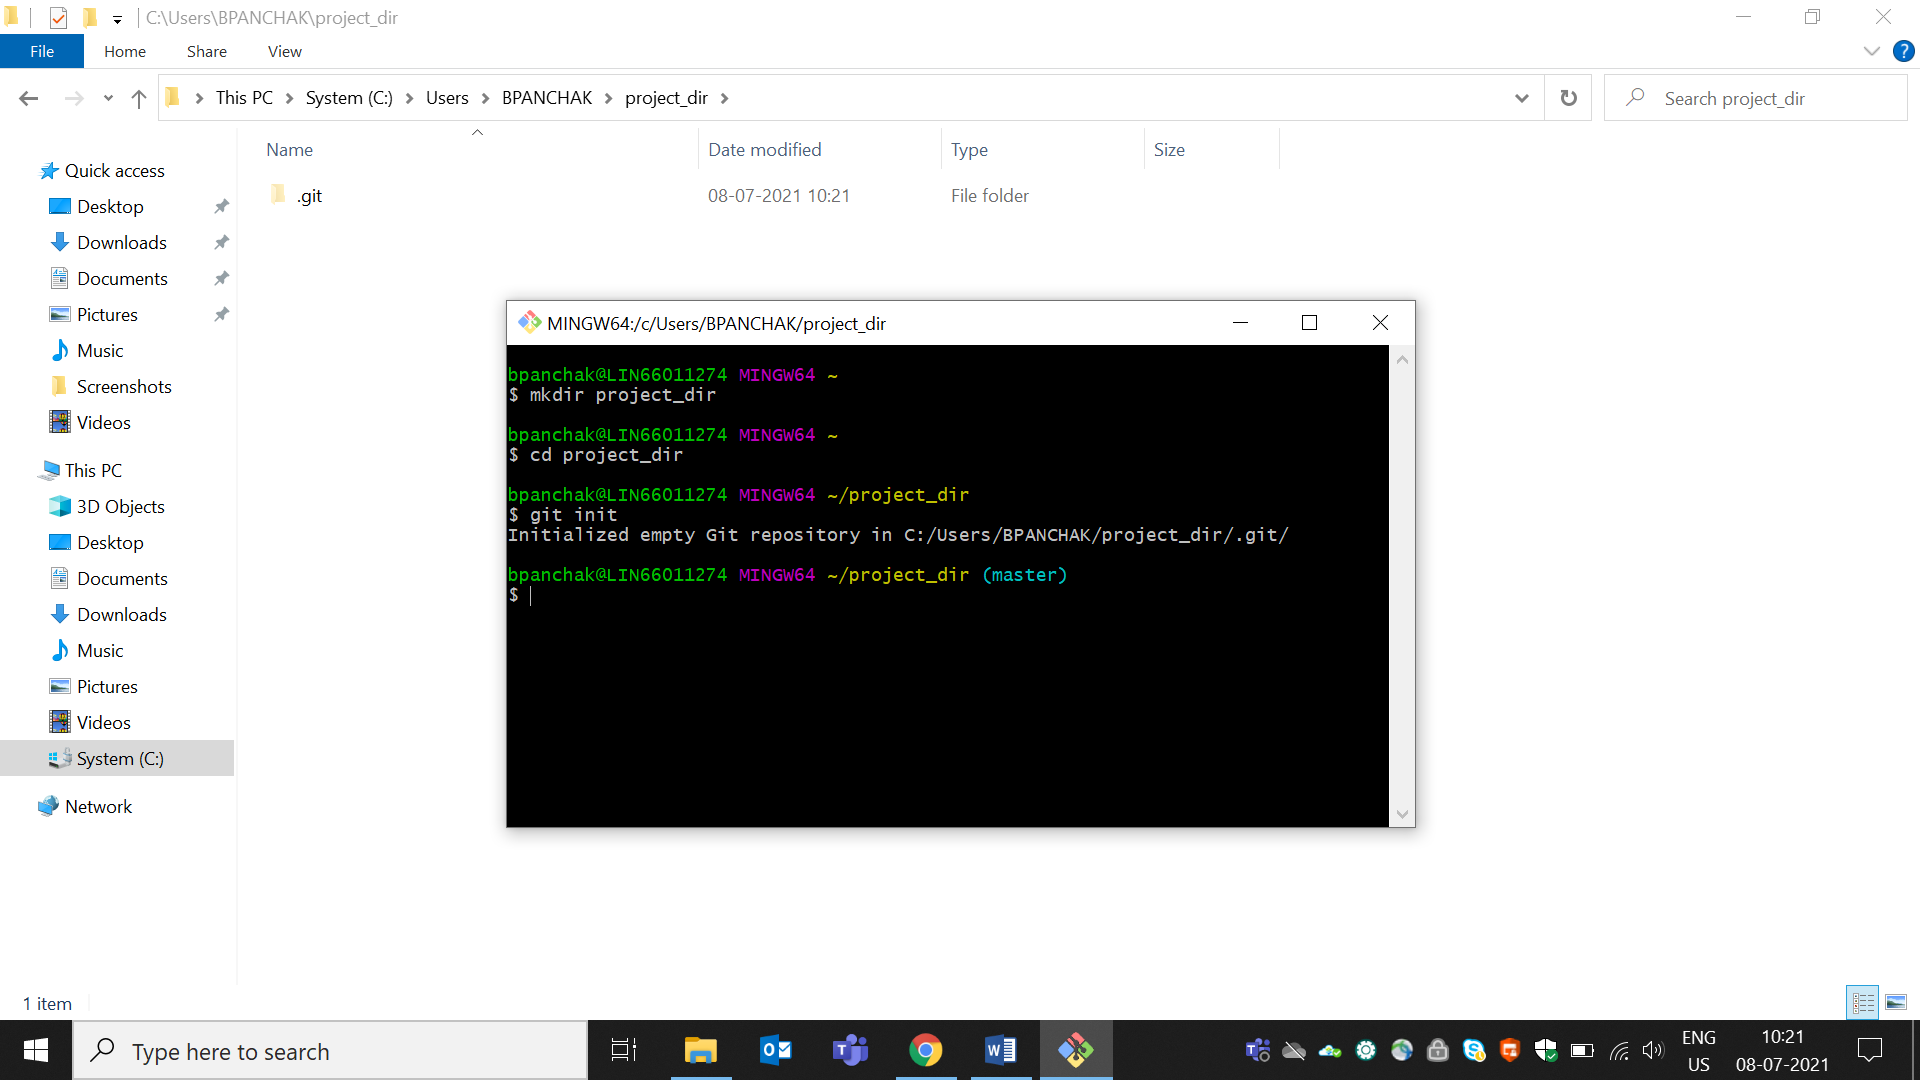 C:\Users\BPANCHAK\project_dir
File Home Share View
This PC System (C:) Users BPANCHAK project_dir
Search project_dir
Name Date modified Type Size
.git 08-07-2021 10:21 File folder
Quick access
Desktop
Downloads
Documents
Pictures
Music
Screenshots
Videos
This PC
3D Objects
Desktop
Documents
Downloads
Music
Pictures
Videos
System (C:)
Network
MINGW64:/c/Users/BPANCHAK/project_dir
bpanchak@LIN66011274 MINGW64 ~
$ mkdir project_dir
bpanchak@LIN66011274 MINGW64 ~
$ cd project_dir
bpanchak@LIN66011274 MINGW64 ~/project_dir
$ git init
Initialized empty Git repository in C:/Users/BPANCHAK/project_dir/.git/
bpanchak@LIN66011274 MINGW64 ~/project_dir (master)
$
1 item
Type here to search
ENG
US
10:21
08-07-2021